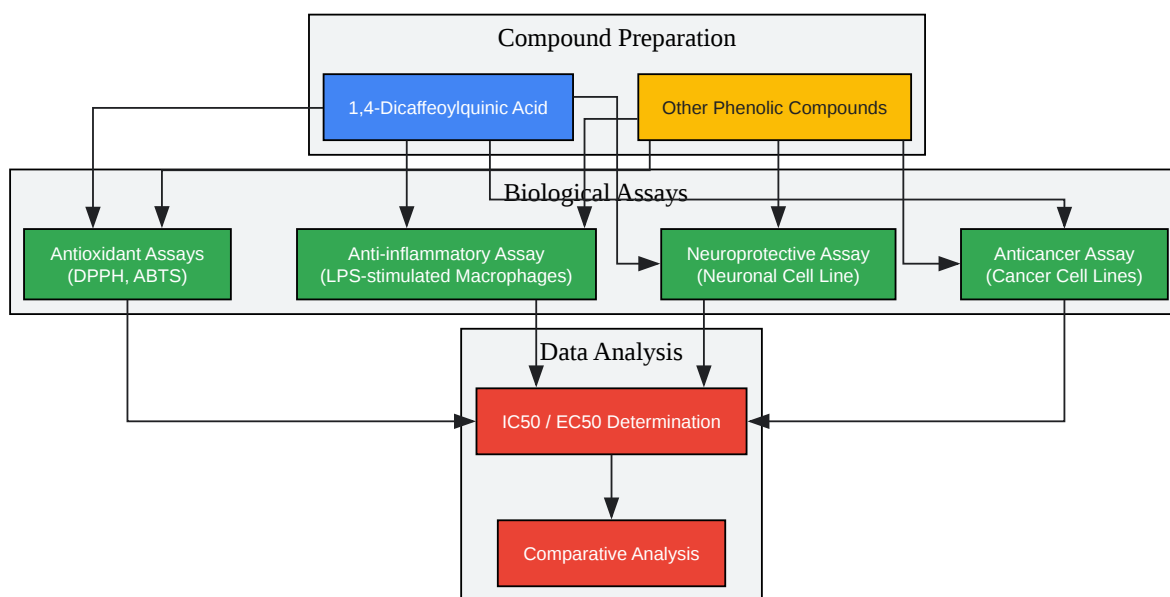 Compound Preparation
1,4-Dicaffeoylquinic Acid
Other Phenolic Compounds
Biological Assays
Antioxidant Assays
(DPPH, ABTS)
Anti-inflammatory Assay
(LPS-stimulated Macrophages)
Neuroprotective Assay
(Neuronal Cell Line)
Anticancer Assay
(Cancer Cell Lines)
Data Analysis
IC50 / EC50 Determination
Comparative Analysis